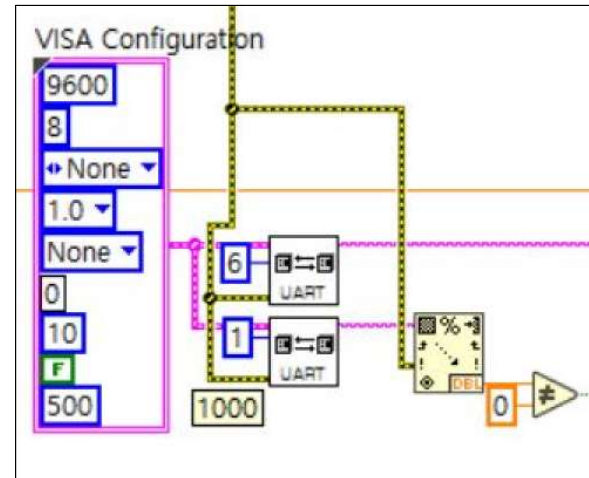 VISA Configuration
9600
8
None
1.0
None
0
10
F
500
6
UART
1
UART
1000
%
DBL
0
≠